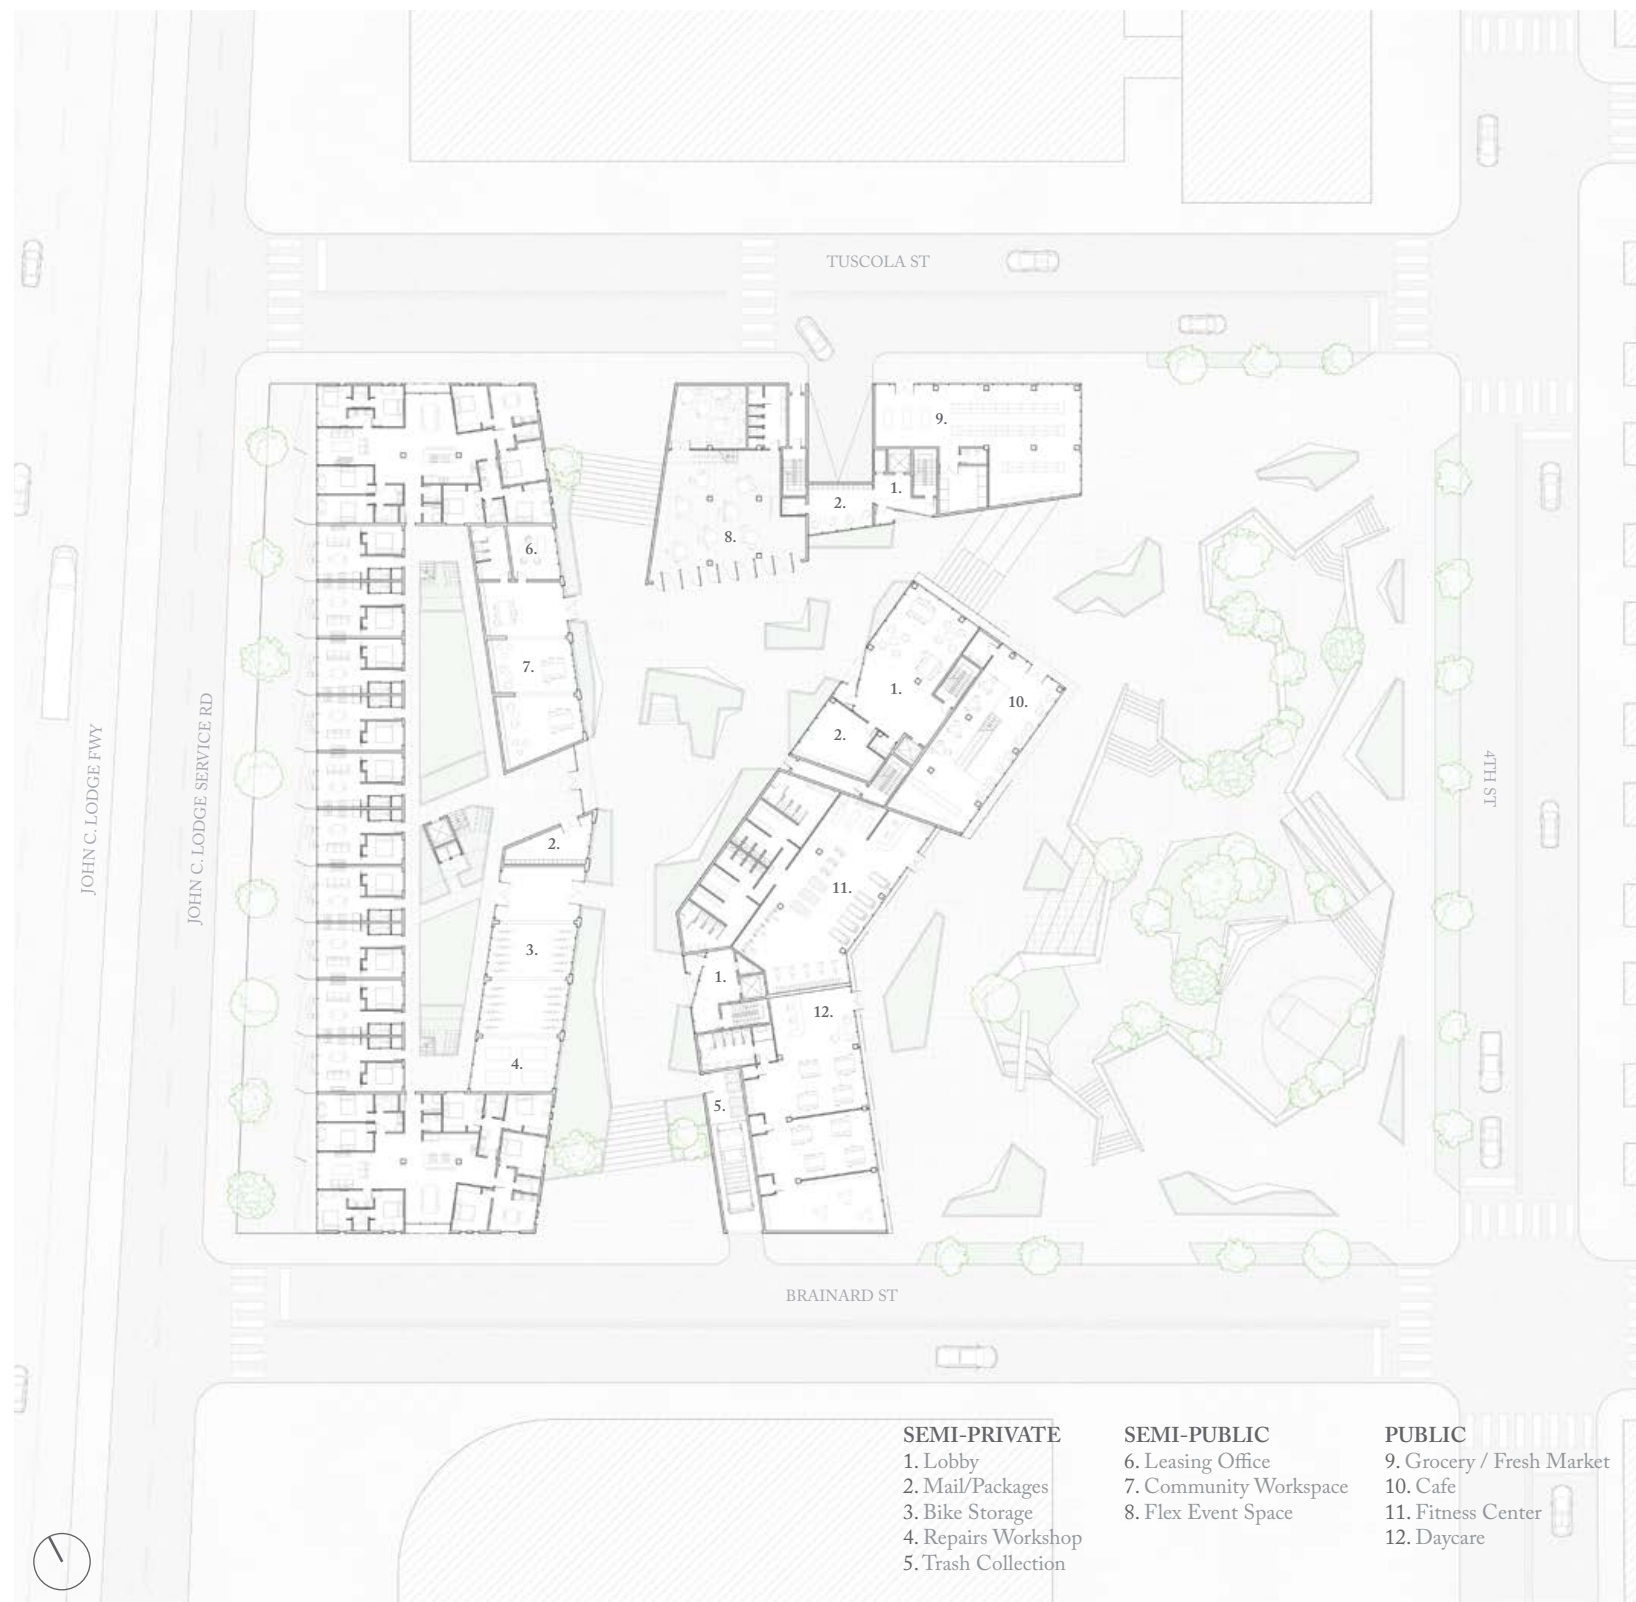 TUSCOLA ST
9.
1.
2.
8.
6.
7.
1.
10.
2.
JOHN C. LODGE FWY
JOHN C. LODGE SERVICE RD
4TH ST
2.
11.
3.
1.
12.
4.
5.
BRAINARD ST
SEMI-PRIVATE
1. Lobby
2. Mail/Packages
3. Bike Storage
4. Repairs Workshop
5. Trash Collection
SEMI-PUBLIC
6. Leasing Office
7. Community Workspace
8. Flex Event Space
PUBLIC
9. Grocery / Fresh Market
10. Cafe
11. Fitness Center
12. Daycare